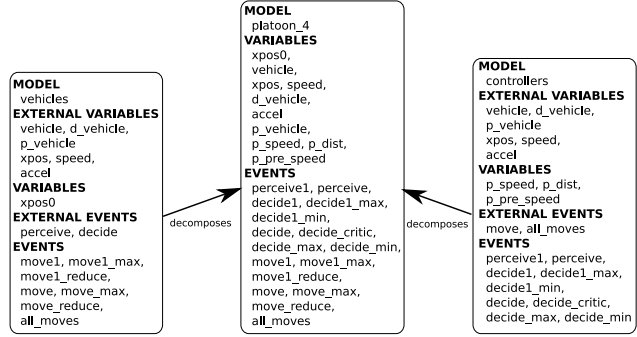 MODEL
vehicles
EXTERNAL VARIABLES
vehicle, d_vehicle,
p_vehicle
xpos, speed,
accel
VARIABLES
xpos0
EXTERNAL EVENTS
perceive, decide
EVENTS
move1, move1_max,
move1_reduce,
move, move_max,
move_reduce,
all_moves
decomposes
MODEL
platoon_4
VARIABLES
xpos0,
vehicle,
xpos, speed,
d_vehicle,
accel
p_vehicle,
p_speed, p_dist,
p_pre_speed
EVENTS
perceive1, perceive,
decide1, decide1_max,
decide1_min,
decide, decide_critic,
decide_max, decide_min,
move1, move1_max,
move1_reduce,
move, move_max,
move_reduce,
all_moves
decomposes
MODEL
controllers
EXTERNAL VARIABLES
vehicle, d_vehicle,
p_vehicle
xpos, speed,
accel
VARIABLES
p_speed, p_dist,
p_pre_speed
EXTERNAL EVENTS
move, all_moves
EVENTS
perceive1, perceive,
decide1, decide1_max,
decide1_min,
decide, decide_critic,
decide_max, decide_min